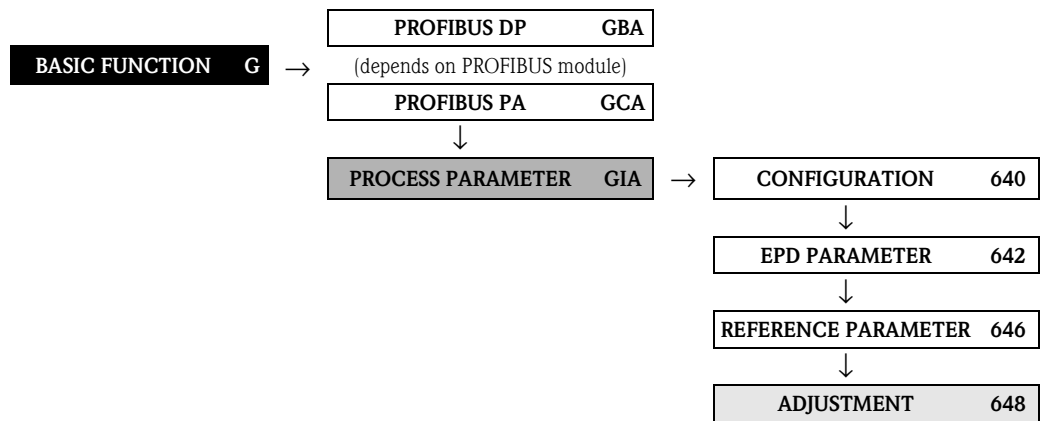 PROFIBUS DP GBA
BASIC FUNCTION G → (depends on PROFIBUS module)
PROFIBUS PA GCA
↓
PROCESS PARAMETER GIA → CONFIGURATION 640
↓
EPD PARAMETER 642
↓
REFERENCE PARAMETER 646
↓
ADJUSTMENT 648